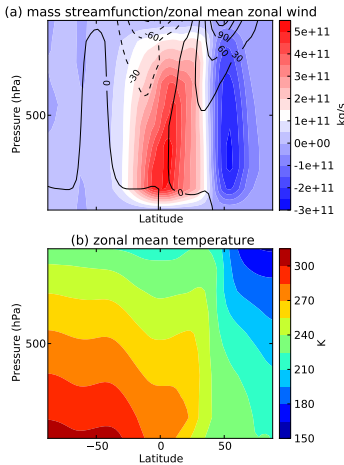 (a) mass streamfunction/zonal mean zonal wind
-60
90
60
30
-30
0
0
Pressure (hPa)
500
5e+11
4e+11
3e+11
2e+11
1e+11
0e+00
-1e+11
-2e+11
-3e+11
kg/s
Latitude
(b) zonal mean temperature
Pressure (hPa)
500
300
270
240
210
180
150
K
−50
0
50
Latitude